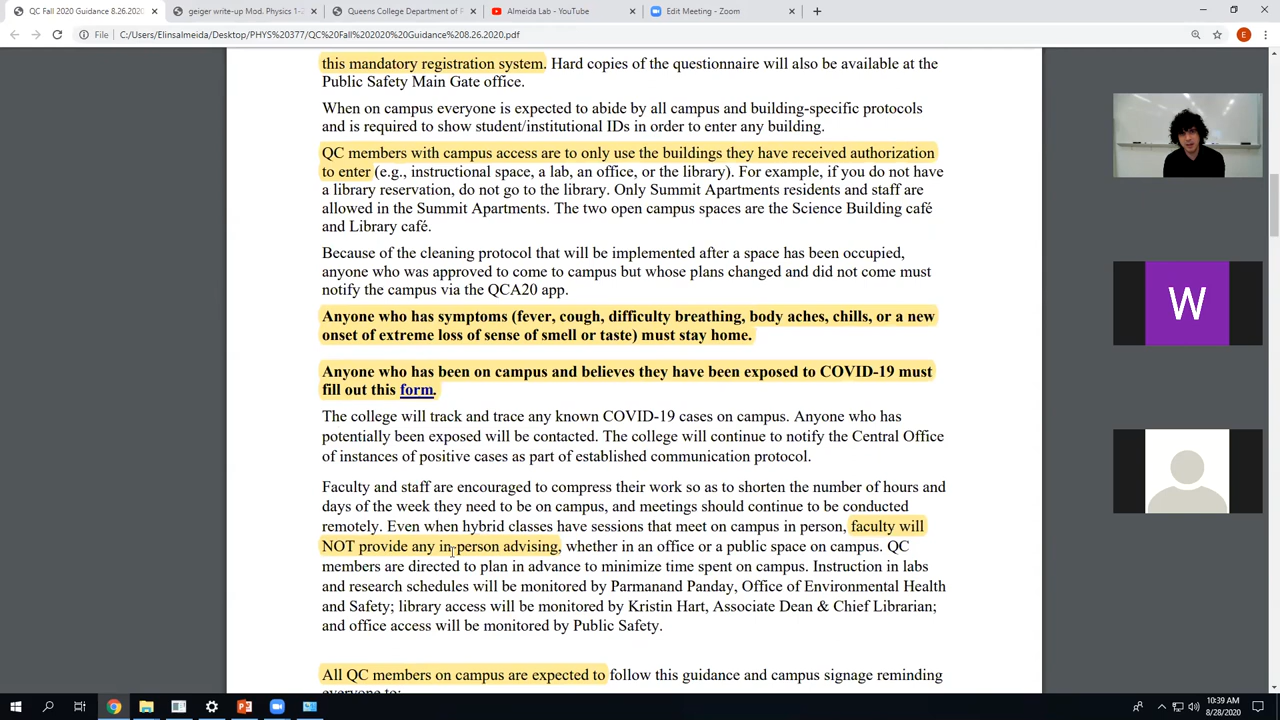 QC Fall 2020 Guidance 8.26.2020
geiger write-up Mod. Physics 1-
Queens College Department of F
Almeida Lab - YouTube
Edit Meeting - Zoom
File
C:/Users/Elinsalmeida/Desktop/PHYS%20377/QC%20Fall%202020%20Guidance%208.26.2020.pdf
E
this mandatory registration system. Hard copies of the questionnaire will also be available at the
Public Safety Main Gate office.
When on campus everyone is expected to abide by all campus and building-specific protocols
and is required to show student/institutional IDs in order to enter any building.
QC members with campus access are to only use the buildings they have received authorization
to enter (e.g., instructional space, a lab, an office, or the library). For example, if you do not have
a library reservation, do not go to the library. Only Summit Apartments residents and staff are
allowed in the Summit Apartments. The two open campus spaces are the Science Building café
and Library café.
Because of the cleaning protocol that will be implemented after a space has been occupied,
anyone who was approved to come to campus but whose plans changed and did not come must
notify the campus via the QCA20 app.
Anyone who has symptoms (fever, cough, difficulty breathing, body aches, chills, or a new
onset of extreme loss of sense of smell or taste) must stay home.
Anyone who has been on campus and believes they have been exposed to COVID-19 must
fill out this form.
The college will track and trace any known COVID-19 cases on campus. Anyone who has
potentially been exposed will be contacted. The college will continue to notify the Central Office
of instances of positive cases as part of established communication protocol.
Faculty and staff are encouraged to compress their work so as to shorten the number of hours and
days of the week they need to be on campus, and meetings should continue to be conducted
remotely. Even when hybrid classes have sessions that meet on campus in person, faculty will
NOT provide any in-person advising, whether in an office or a public space on campus. QC
members are directed to plan in advance to minimize time spent on campus. Instruction in labs
and research schedules will be monitored by Parmanand Panday, Office of Environmental Health
and Safety; library access will be monitored by Kristin Hart, Associate Dean & Chief Librarian;
and office access will be monitored by Public Safety.
All QC members on campus are expected to follow this guidance and campus signage reminding
everyone to:
W
10:39 AM
8/28/2020